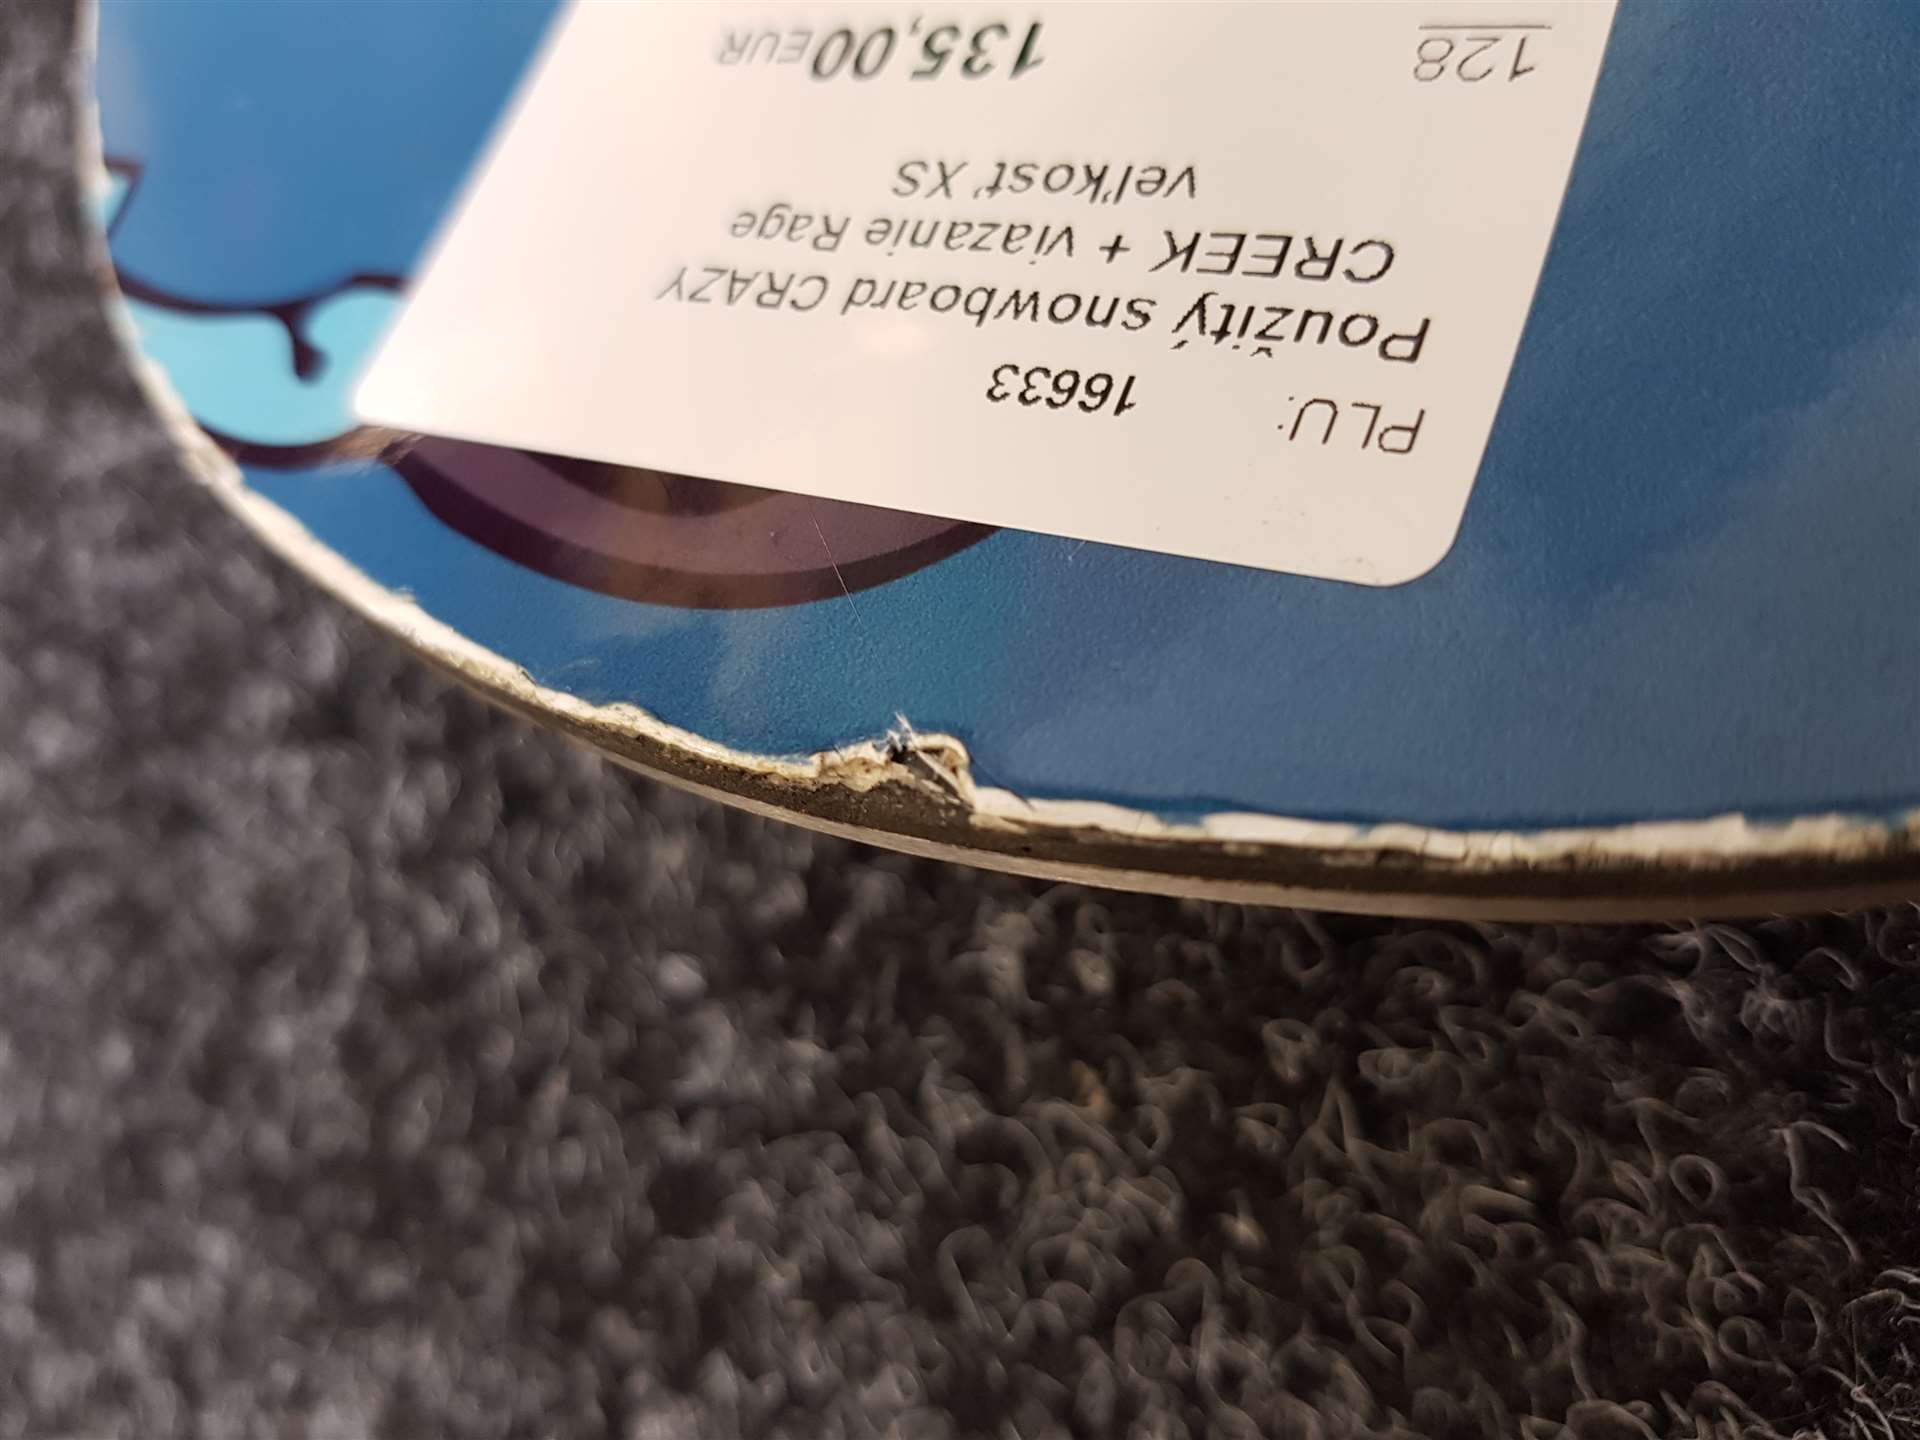 PLU: 16633
Použitý snowboard CRAZY
CREEK + viazanie Rage
veľkosť XS
128 135,00EUR